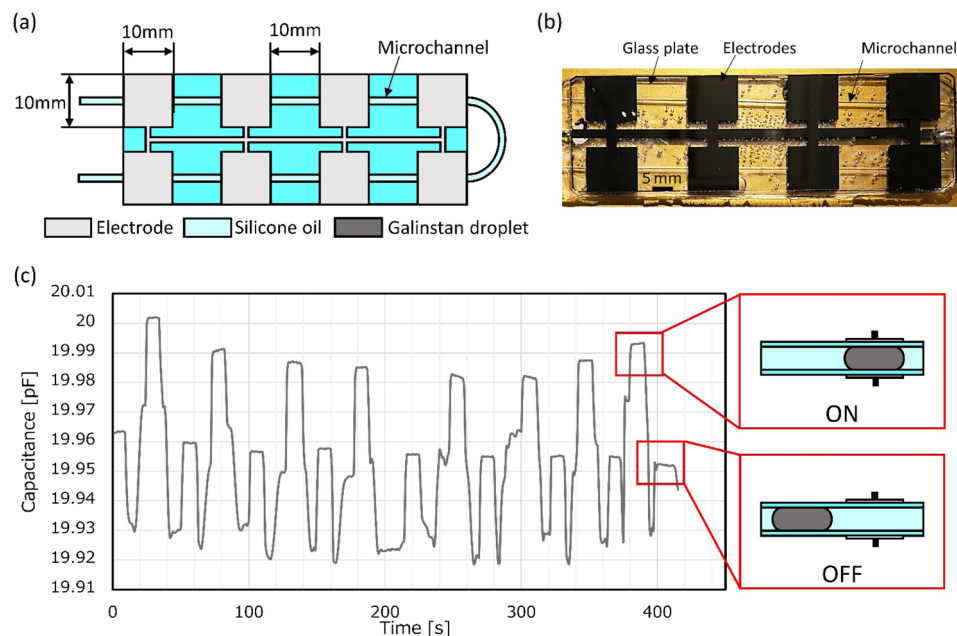 (a)
10mm
10mm
Microchannel
10mm
Electrode
Silicone oil
Galinstan droplet
(b)
Glass plate
Electrodes
Microchannel
5 mm
(c)
20.01
20
19.99
19.98
19.97
19.96
19.95
19.94
19.93
19.92
19.91
Capacitance [pF]
0
100
200
300
400
Time [s]
ON
OFF